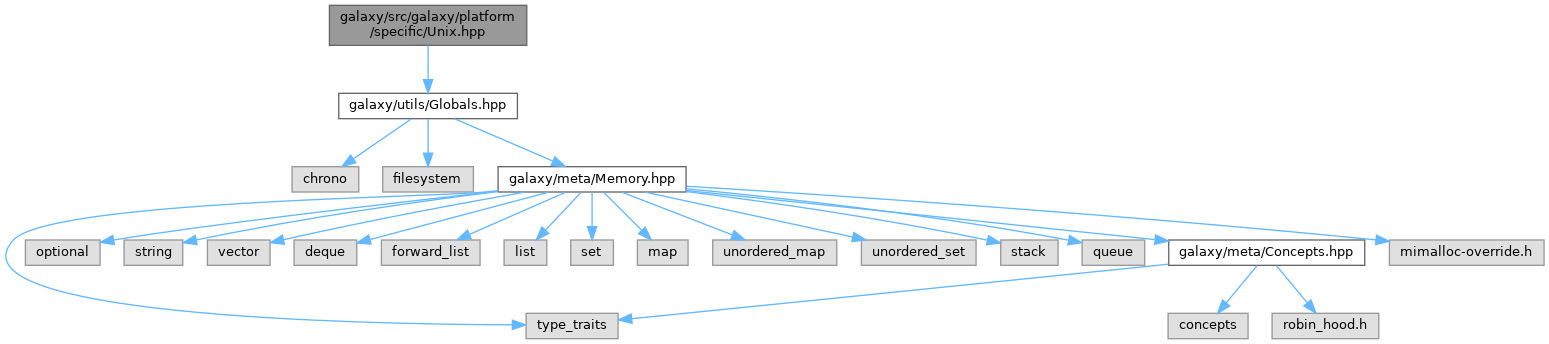 galaxy/src/galaxy/platform
/specific/Unix.hpp
galaxy/utils/Globals.hpp
chrono
filesystem
galaxy/meta/Memory.hpp
optional
string
vector
deque
forward_list
list
set
map
unordered_map
unordered_set
stack
queue
galaxy/meta/Concepts.hpp
mimalloc-override.h
type_traits
concepts
robin_hood.h